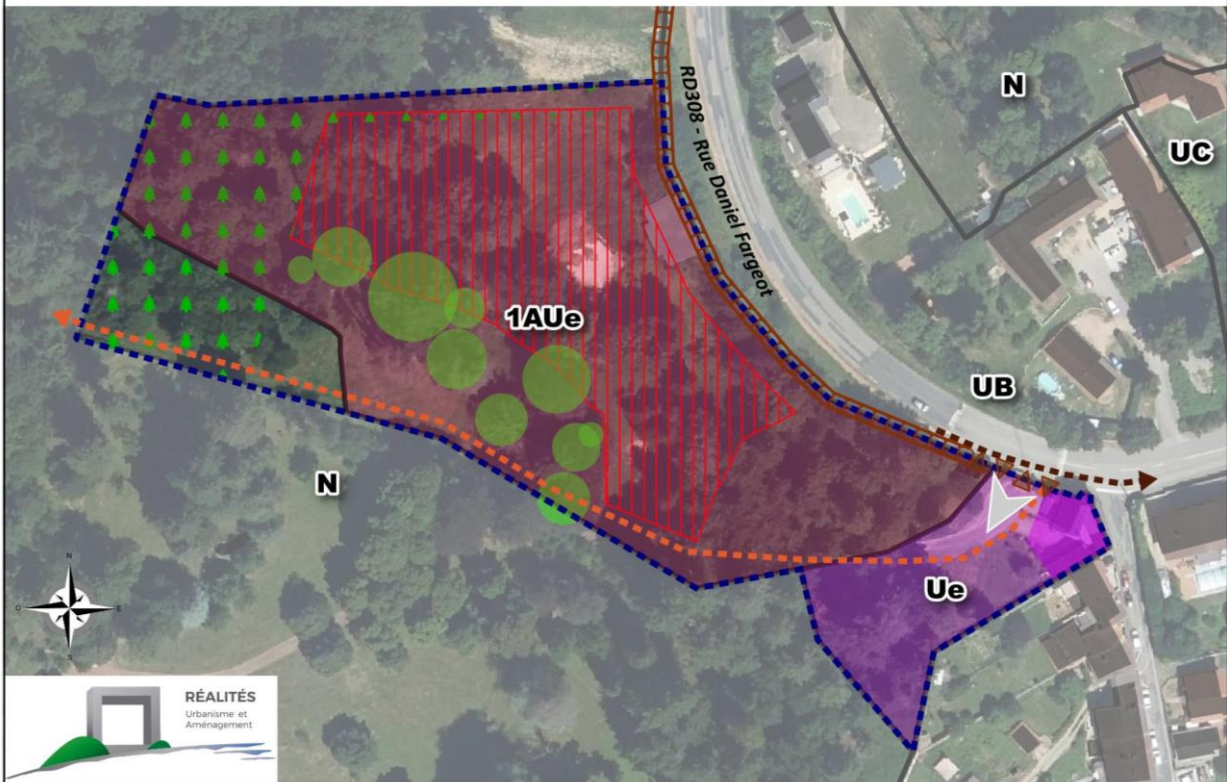 RD308 - Rue Daniel Fargeot
N
UC
1AUe
UB
N
Ue
N
O
E
S
RÉALITÉS
Urbanisme et
Aménagement